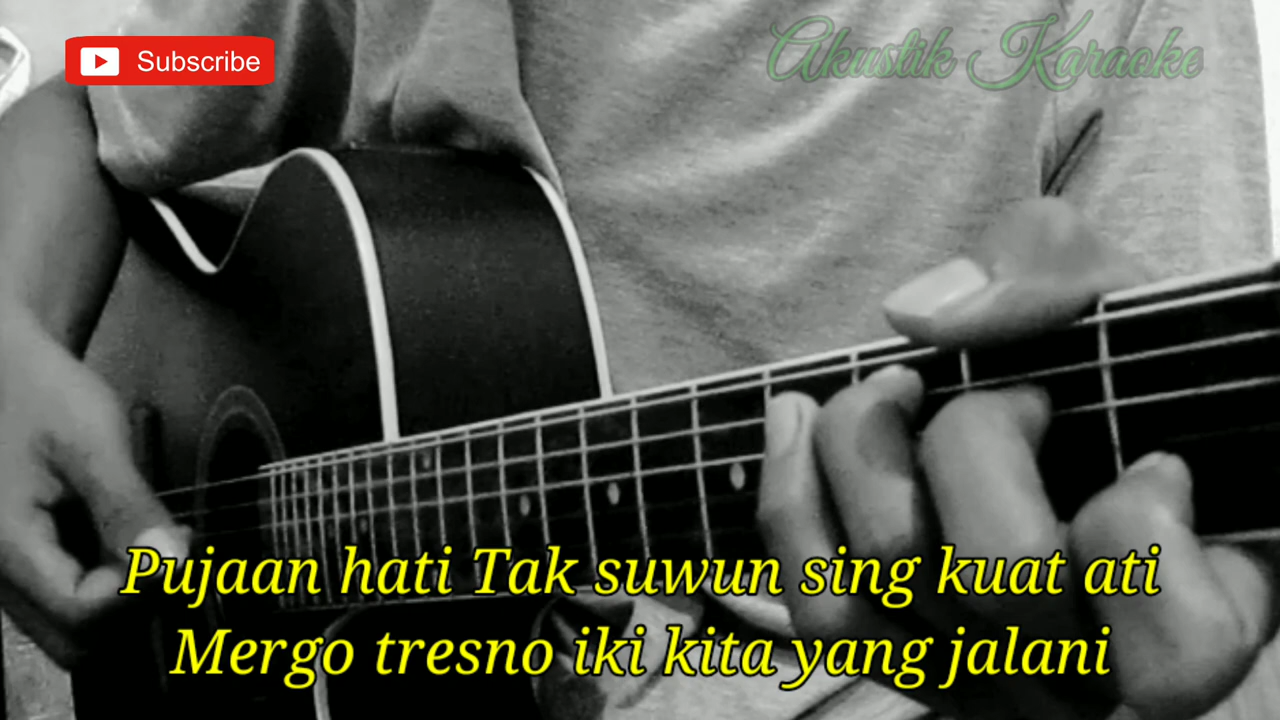 Subscribe
Akustik Karaoke
Pujaan hati Tak suwun sing kuat ati
Mergo tresno iki kita yang jalani